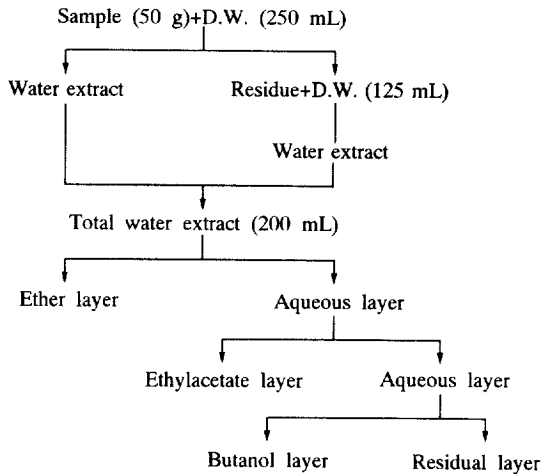 Sample (50 g)+D.W. (250 mL)
Water extract
Residue+D.W. (125 mL)
Water extract
Total water extract (200 mL)
Ether layer
Aqueous layer
Ethylacetate layer
Aqueous layer
Butanol layer
Residual layer